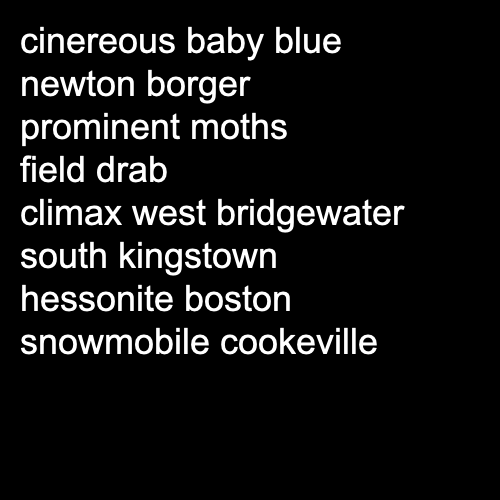 cinereous baby blue
newton borger
prominent moths
field drab
climax west bridgewater
south kingstown
hessonite boston
snowmobile cookeville